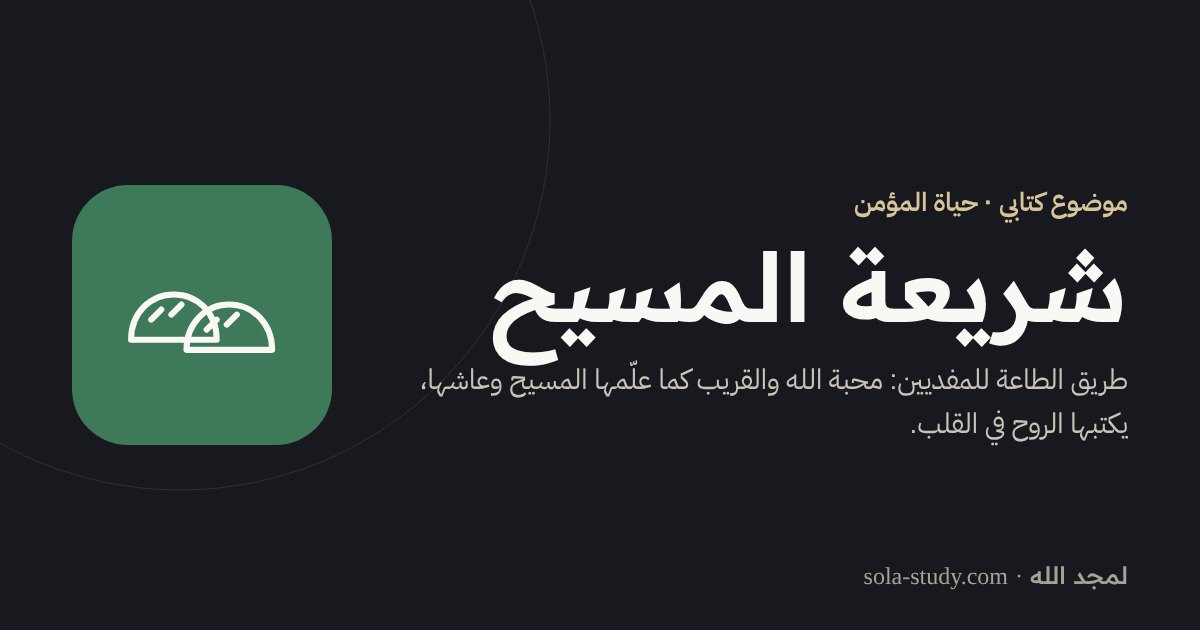 موضوع كتابي · حياة المؤمن
شريعة المسيح
طريق الطاعة للمفديين: محبة الله والقريب كما علّمها المسيح وعاشها،
يكتبها الروح في القلب.
لمجد الله · sola-study.com